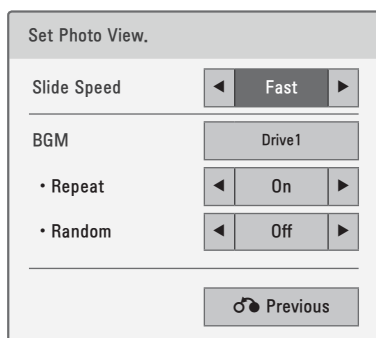 Set Photo View.
Slide Speed ◀ Fast ▶
BGM Drive1
• Repeat ◀ On ▶
• Random ◀ Off ▶
Previous